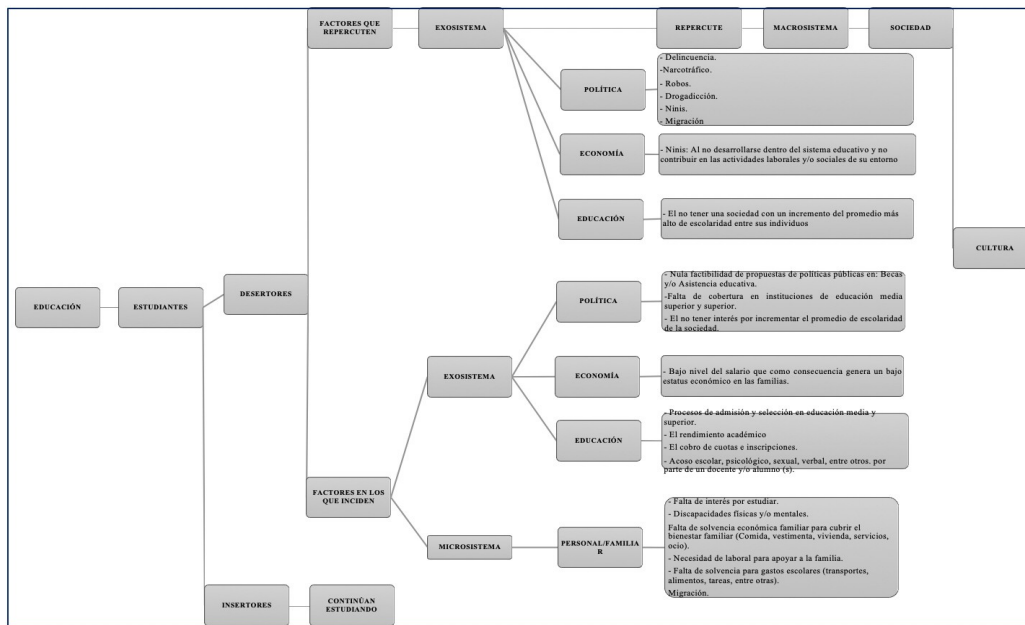 FACTORES QUE
REPERCUTEN
EXOSISTEMA
REPERCUTE
MACROSISTEMA
SOCIEDAD
POLÍTICA
- Delincuencia.
-Narcotráfico.
- Robos.
- Drogadicción.
- Ninis.
- Migración
ECONOMÍA
- Ninis: Al no desarrollarse dentro del sistema educativo y no
contribuir en las actividades laborales y/o sociales de su entorno
EDUCACIÓN
- El no tener una sociedad con un incremento del promedio más
alto de escolaridad entre sus individuos
CULTURA
EDUCACIÓN
ESTUDIANTES
DESERTORES
POLÍTICA
- Nula factibilidad de propuestas de políticas públicas en: Becas
y/o Asistencia educativa.
-Falta de cobertura en instituciones de educación media
superior y superior.
- El no tener interés por incrementar el promedio de escolaridad
de la sociedad.
EXOSISTEMA
ECONOMÍA
- Bajo nivel del salario que como consecuencia genera un bajo
estatus económico en las familias.
EDUCACIÓN
- Procesos de admisión y selección en educación media y
superior.
- El rendimiento académico
- El cobro de cuotas e inscripciones.
- Acoso escolar, psicológico, sexual, verbal, entre otros. por
parte de un docente y/o alumno (s).
FACTORES EN LOS
QUE INCIDEN
MICROSISTEMA
PERSONAL/FAMILIA
R
- Falta de interés por estudiar.
- Discapacidades físicas y/o mentales.
Falta de solvencia económica familiar para cubrir el
bienestar familiar (Comida, vestimenta, vivienda, servicios,
ocio).
- Necesidad de laboral para apoyar a la familia.
- Falta de solvencia para gastos escolares (transportes,
alimentos, tareas, entre otras).
Migración.
INSERTORES
CONTINÚAN
ESTUDIANDO